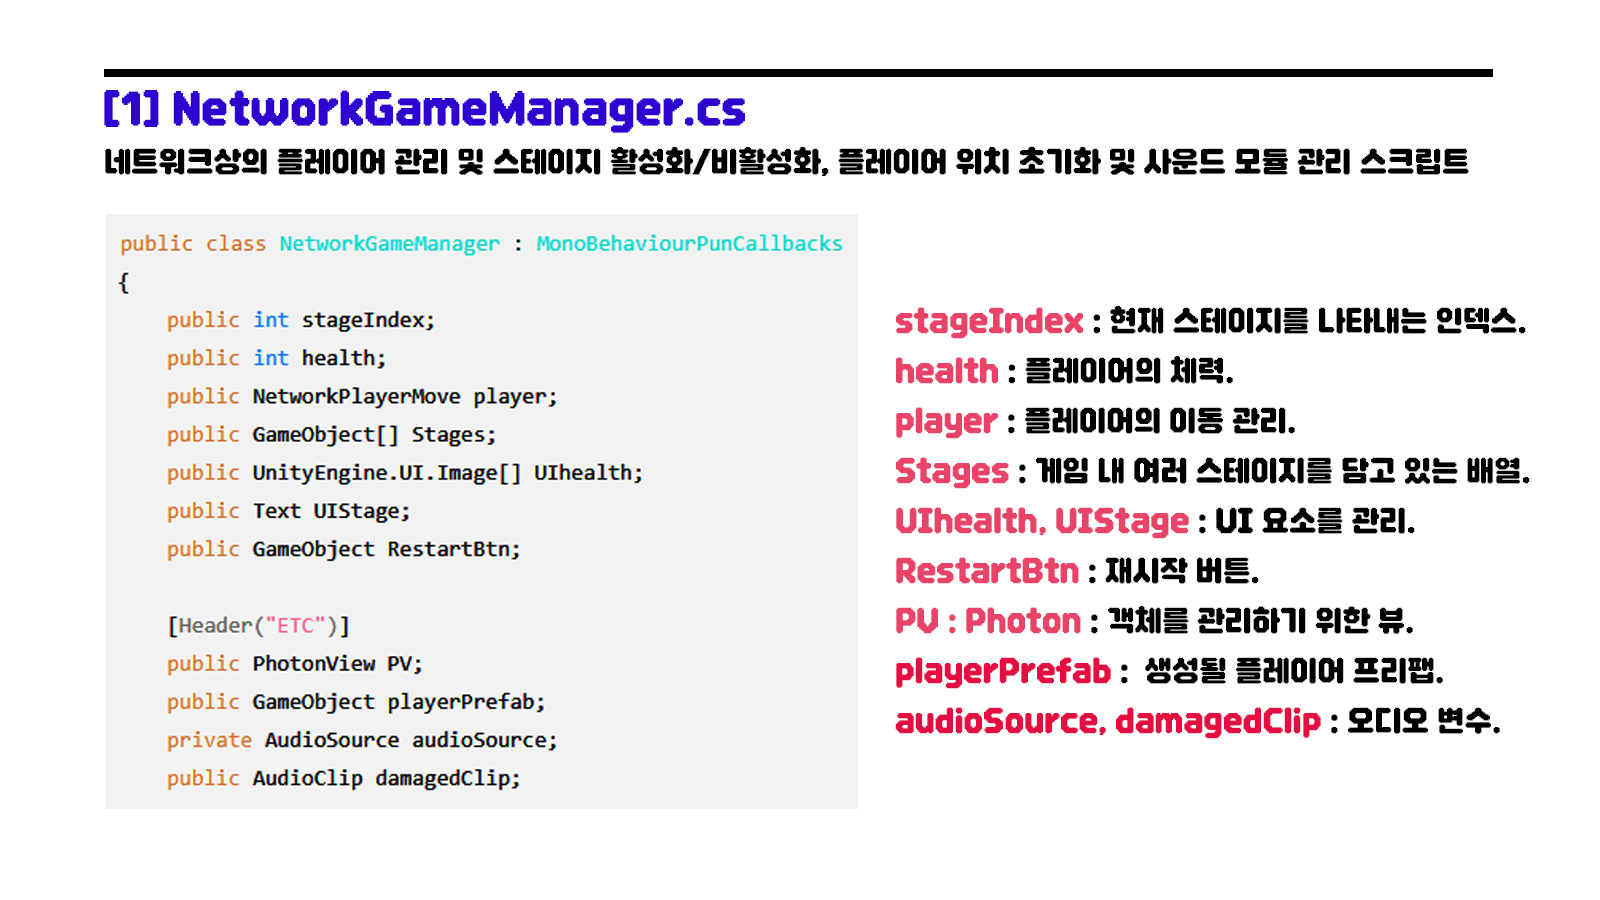 [1] NetworkGameManager.cs
네트워크상의 플레이어 관리 및 스테이지 활성화/비활성화, 플레이어 위치 초기화 및 사운드 모듈 관리 스크립트
public class NetworkGameManager : MonoBehaviourPunCallbacks
{
public int stageIndex;
public int health;
public NetworkPlayerMove player;
public GameObject[] Stages;
public UnityEngine.UI.Image[] UIhealth;
public Text UIStage;
public GameObject RestartBtn;
[Header("ETC")]
public PhotonView PV;
public GameObject playerPrefab;
private AudioSource audioSource;
public AudioClip damagedClip;
stageIndex : 현재 스테이지를 나타내는 인덱스.
health : 플레이어의 체력.
player : 플레이어의 이동 관리.
Stages : 게임 내 여러 스테이지를 담고 있는 배열.
UIhealth, UIStage : UI 요소를 관리.
RestartBtn : 재시작 버튼.
PV : Photon : 객체를 관리하기 위한 뷰.
playerPrefab : 생성될 플레이어 프리팹.
audioSource, damagedClip : 오디오 변수.